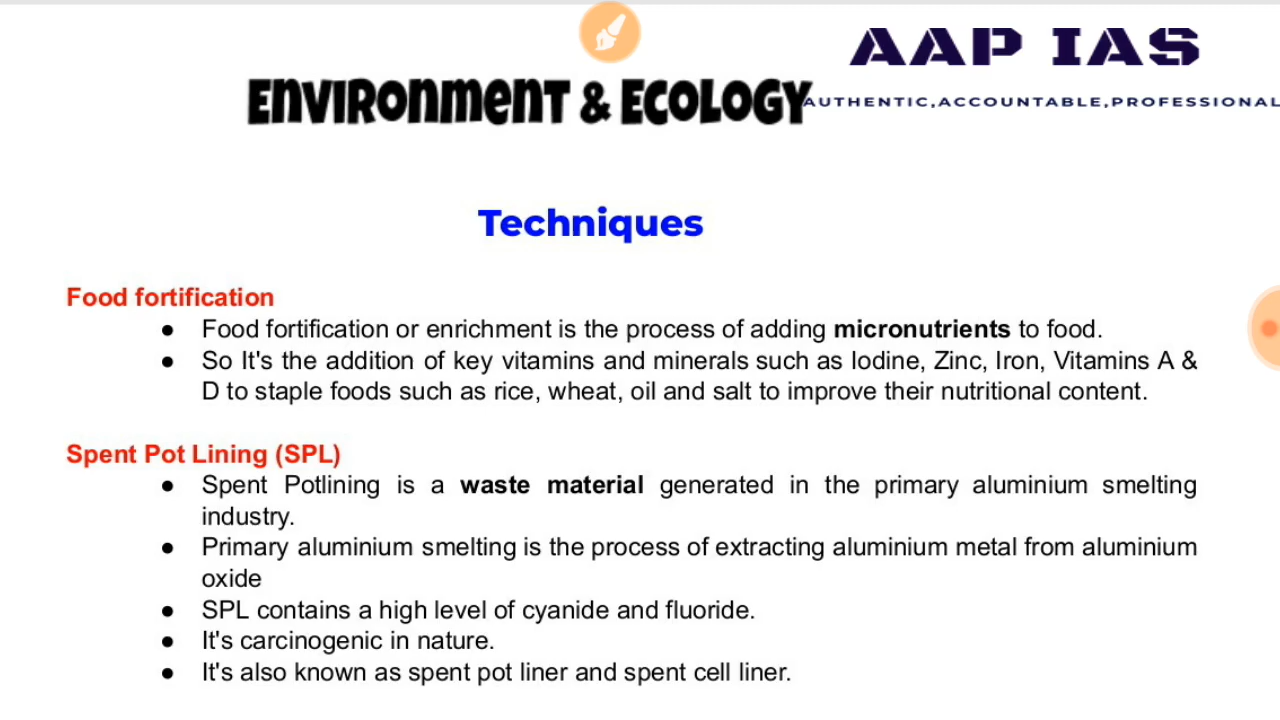 AAP IAS
AUTHENTIC,ACCOUNTABLE,PROFESSIONAL
ENVIRONMENT & ECOLOGY
Techniques
Food fortification
● Food fortification or enrichment is the process of adding micronutrients to food.
● So It's the addition of key vitamins and minerals such as Iodine, Zinc, Iron, Vitamins A &
D to staple foods such as rice, wheat, oil and salt to improve their nutritional content.
Spent Pot Lining (SPL)
● Spent Potlining is a waste material generated in the primary aluminium smelting
industry.
● Primary aluminium smelting is the process of extracting aluminium metal from aluminium
oxide
● SPL contains a high level of cyanide and fluoride.
● It's carcinogenic in nature.
● It's also known as spent pot liner and spent cell liner.